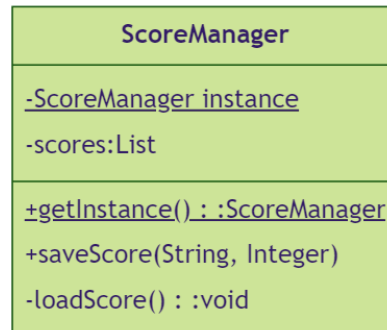 ScoreManager
-ScoreManager instance
-scores:List
+getInstance() : :ScoreManager
+saveScore(String, Integer)
-loadScore() : :void